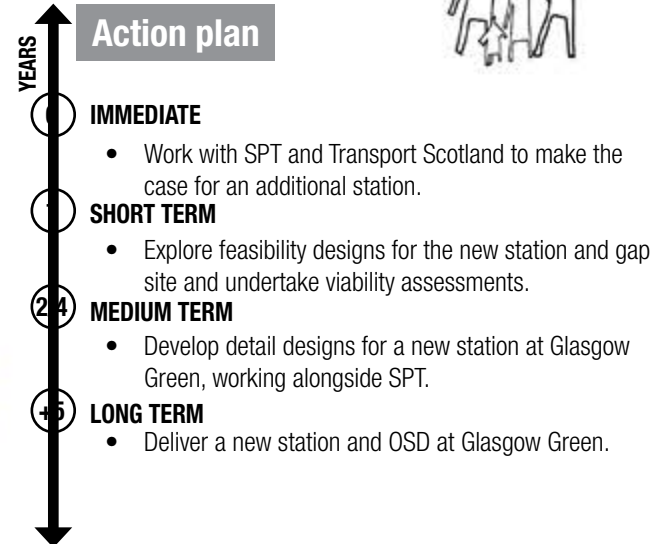 Action plan
YEARS
IMMEDIATE
• Work with SPT and Transport Scotland to make the
case for an additional station.
SHORT TERM
• Explore feasibility designs for the new station and gap
site and undertake viability assessments.
2 4
MEDIUM TERM
• Develop detail designs for a new station at Glasgow
Green, working alongside SPT.
+5
LONG TERM
• Deliver a new station and OSD at Glasgow Green.